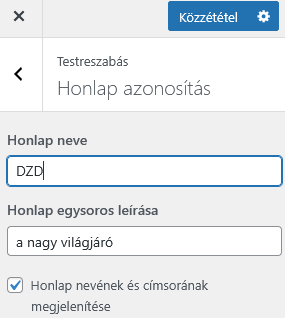 Közzététel
Testreszabás
Honlap azonosítás
Honlap neve
DZD
Honlap egysoros leírása
a nagy világjáró
Honlap nevének és címsorának
megjelenítése